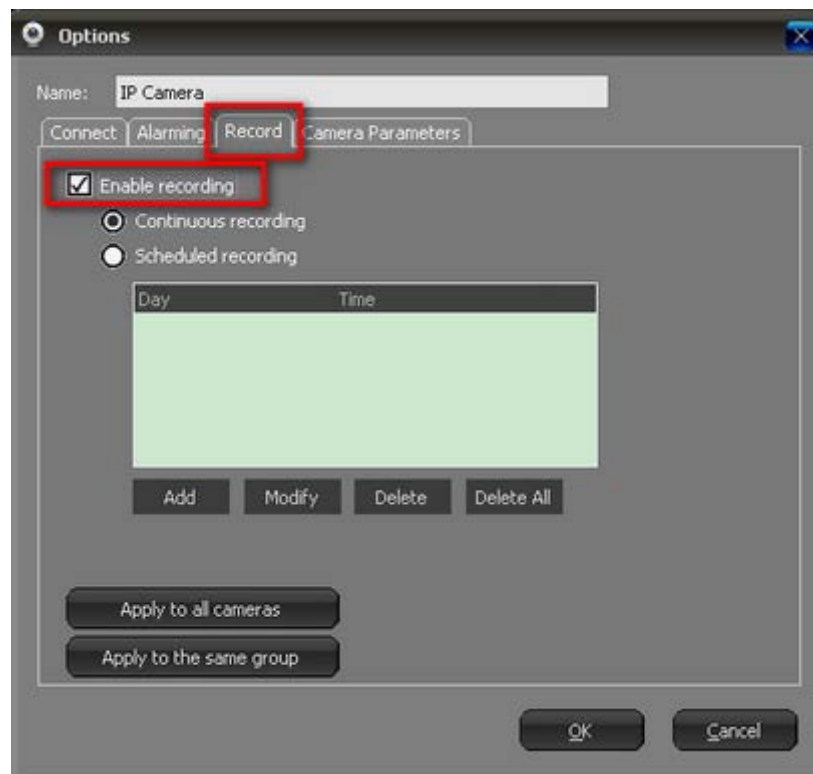 Options
Name: IP Camera
Connect Alarming Record Camera Parameters
Enable recording
Continuous recording
Scheduled recording
Day Time
Add Modify Delete Delete All
Apply to all cameras
Apply to the same group
OK Cancel